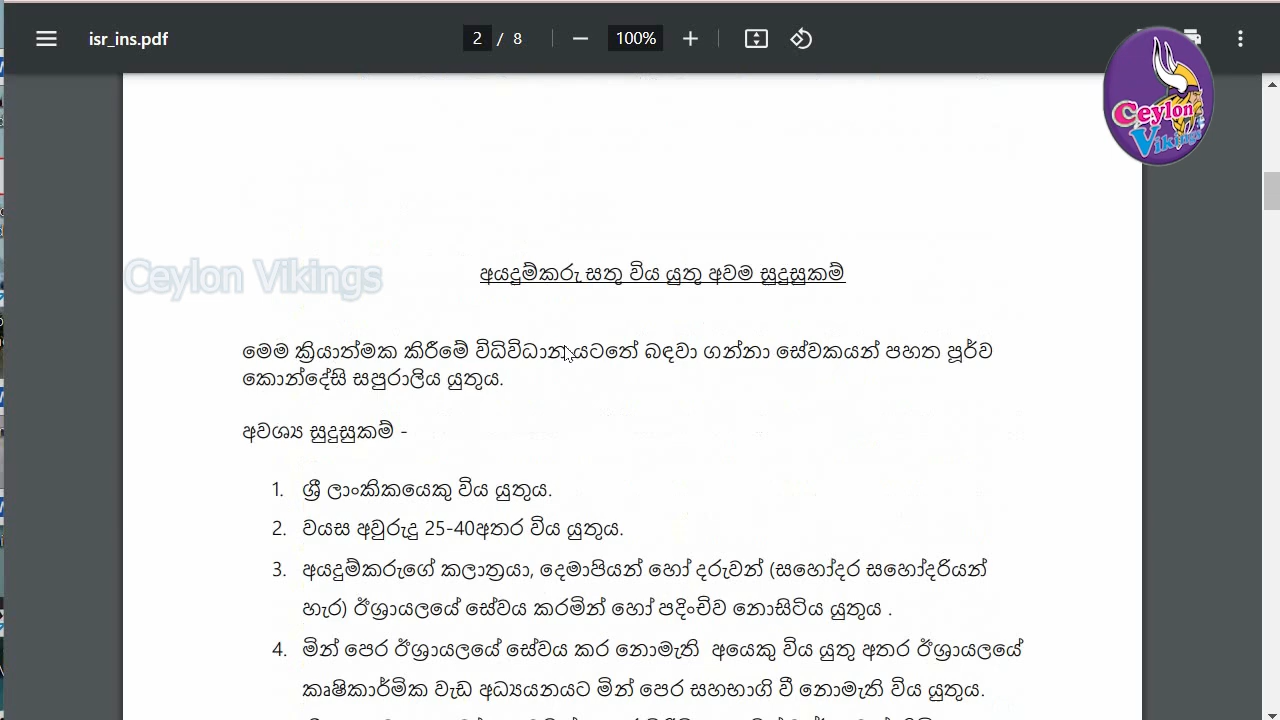 isr_ins.pdf
2 / 8
100%
Ceylon
Vikings
Ceylon Vikings
අයදුම්කරු සතු විය යුතු අවම සුදුසුකම්
මෙම ක්‍රියාත්මක කිරීමේ විධිවිධානයටතේ බඳවා ගන්නා සේවකයන් පහත පූර්ව
කොන්දේසි සපුරාලිය යුතුය.
අවශ්‍ය සුදුසුකම් -
1. ශ්‍රී ලාංකිකයෙකු විය යුතුය.
2. වයස අවුරුදු 25-40අතර විය යුතුය.
3. අයදුම්කරුගේ කලාත්‍රයා, දෙමාපියන් හෝ දරුවන් (සහෝදර සහෝදරියන්
හැර) ඊශ්‍රායලයේ සේවය කරමින් හෝ පදිංචිව නොසිටිය යුතුය .
4. මින් පෙර ඊශ්‍රායලයේ සේවය කර නොමැති අයෙකු විය යුතු අතර ඊශ්‍රායලයේ
කෘෂිකාර්මික වැඩ අධ්‍යයනයට මින් පෙර සහභාගි වී නොමැති විය යුතුය.